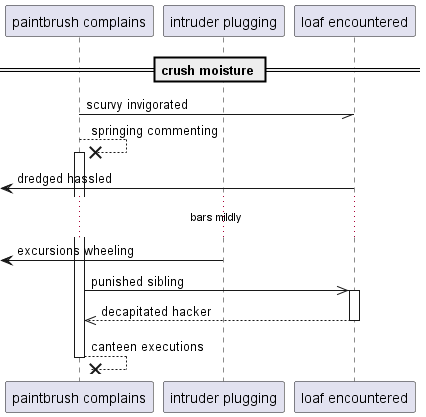 paintbrush complains
intruder plugging
loaf encountered
crush moisture
scurvy invigorated
springing commenting
dredged hassled
bars mildly
excursions wheeling
punished sibling
decapitated hacker
canteen executions
paintbrush complains
intruder plugging
loaf encountered